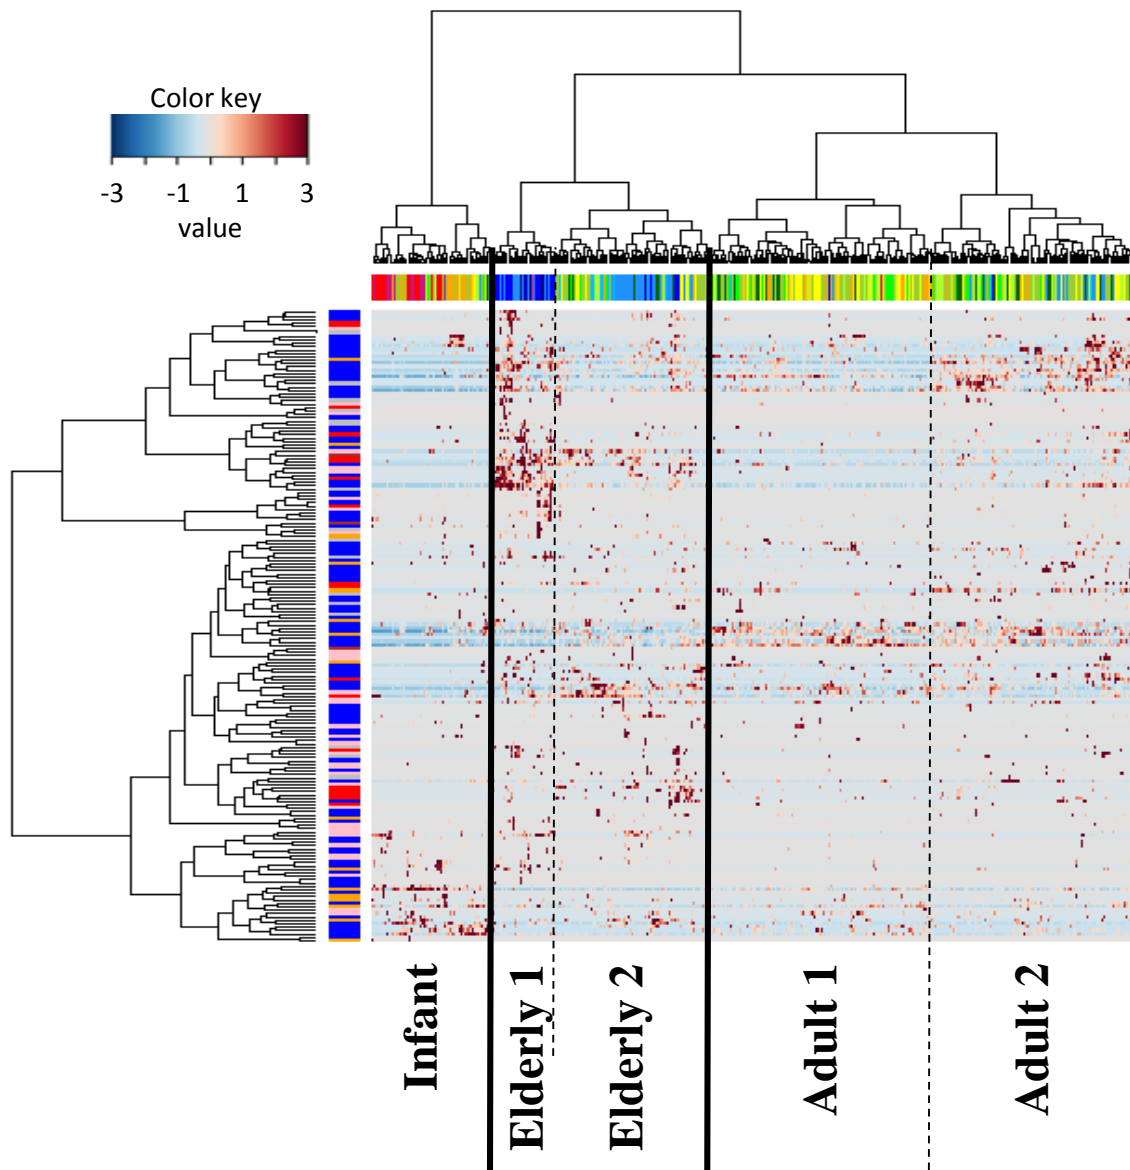 Color key
-3 -1 1 3
value
Infant
Elderly 1
Elderly 2
Adult 1
Adult 2